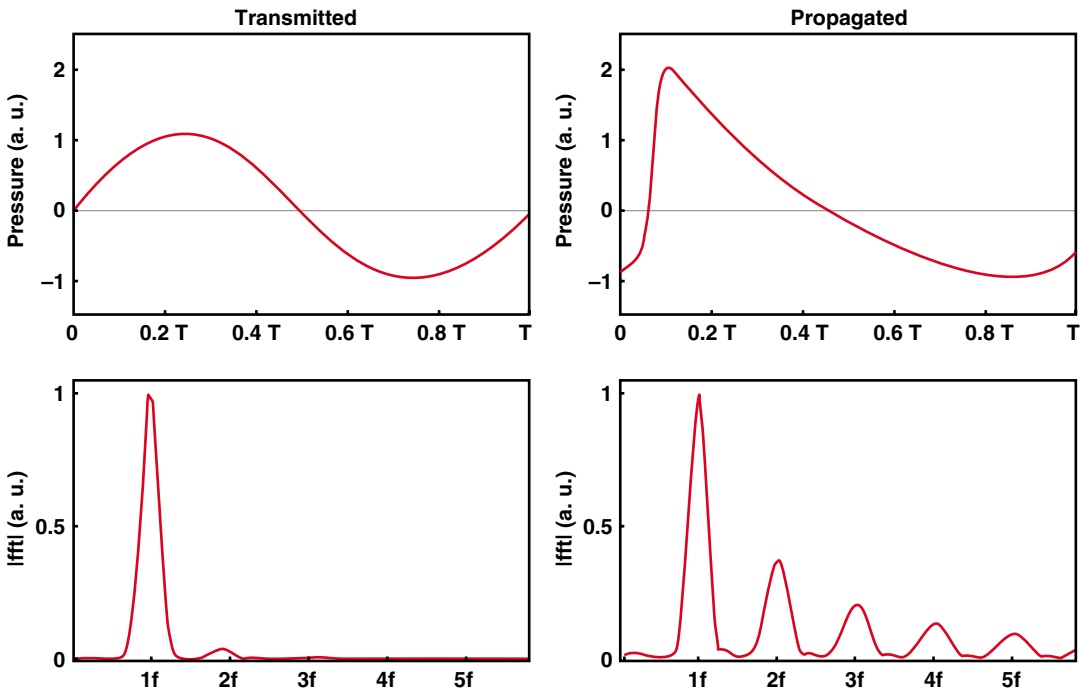 Transmitted
Pressure (a. u.)
2
1
0
–1
0 0.2 T 0.4 T 0.6 T 0.8 T T
Propagated
Pressure (a. u.)
2
1
0
–1
0 0.2 T 0.4 T 0.6 T 0.8 T T
|fft| (a. u.)
1
0.5
0
1f 2f 3f 4f 5f
|fft| (a. u.)
1
0.5
0
1f 2f 3f 4f 5f